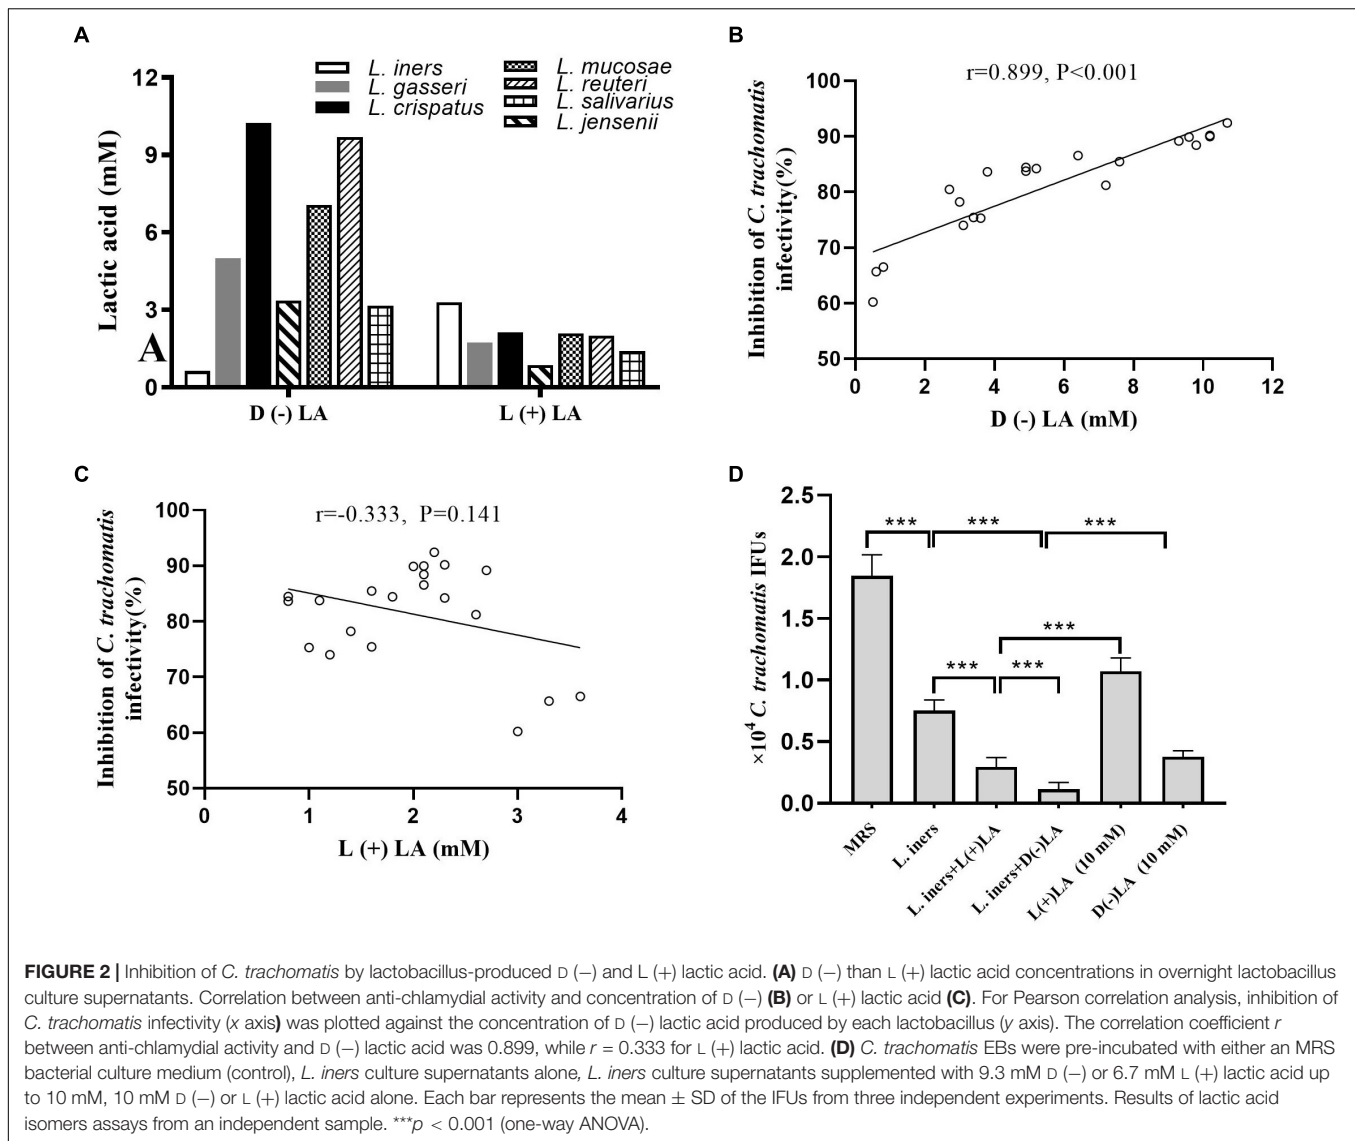 A
L. iners
L. gasseri
L. crispatus
L. mucosae
L. reuteri
L. salivarius
L. jensenii
Lactic acid (mM)
12
9
6
3
0
A
D (-) LA
L (+) LA
B
r=0.899, P<0.001
Inhibition of C. trachomatis
infectivity(%)
100
90
80
70
60
50
0 2 4 6 8 10 12
D (-) LA (mM)
C
r=-0.333, P=0.141
Inhibition of C. trachomatis
infectivity(%)
100
90
80
70
60
50
0 1 2 3 4
L (+) LA (mM)
D
×10⁴ C. trachomatis IFUs
2.5
2.0
1.5
1.0
0.5
0.0
*** *** ***
***
*** ***
MRS
L. iners
L. iners+L(+)LA
L. iners+D(-)LA
L(+)LA (10 mM)
D(-)LA (10 mM)
FIGURE 2 | Inhibition of C. trachomatis by lactobacillus-produced D (−) and L (+) lactic acid. (A) D (−) than L (+) lactic acid concentrations in overnight lactobacillus
culture supernatants. Correlation between anti-chlamydial activity and concentration of D (−) (B) or L (+) lactic acid (C). For Pearson correlation analysis, inhibition of
C. trachomatis infectivity (x axis) was plotted against the concentration of D (−) lactic acid produced by each lactobacillus (y axis). The correlation coefficient r
between anti-chlamydial activity and D (−) lactic acid was 0.899, while r = 0.333 for L (+) lactic acid. (D) C. trachomatis EBs were pre-incubated with either an MRS
bacterial culture medium (control), L. iners culture supernatants alone, L. iners culture supernatants supplemented with 9.3 mM D (−) or 6.7 mM L (+) lactic acid up
to 10 mM, 10 mM D (−) or L (+) lactic acid alone. Each bar represents the mean ± SD of the IFUs from three independent experiments. Results of lactic acid
isomers assays from an independent sample. ***p < 0.001 (one-way ANOVA).